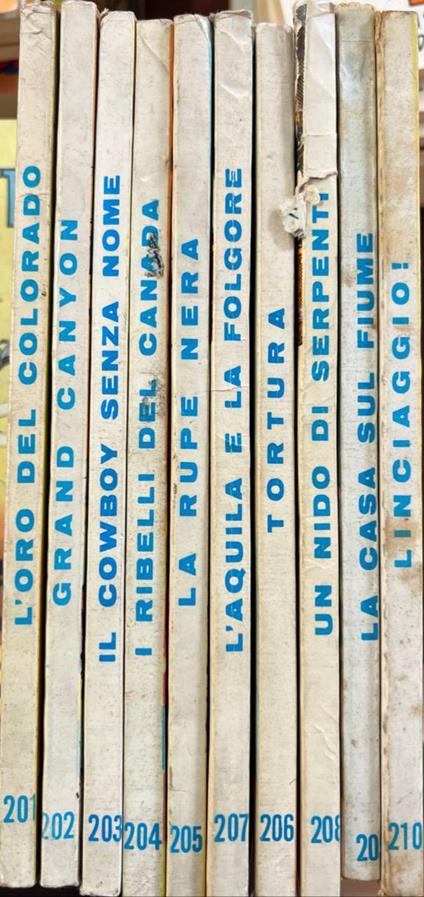 L'ORO DEL COLORADO
201
GRAND CANYON
202
IL COWBOY SENZA NOME
203
I RIBELLI DEL CANADA
204
LA RUPE NERA
205
L'AQUILA E LA FOLGORE
207
TORTURA
206
UN NIDO DI SERPENTI
208
LA CASA SUL FIUME
20
LINCIAGGIO!
210